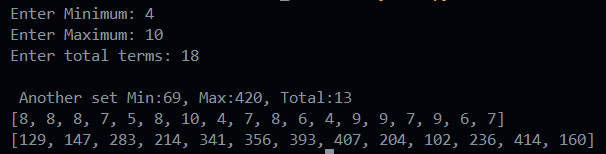 Enter Minimum: 4
Enter Maximum: 10
Enter total terms: 18
Another set Min:69, Max:420, Total:13
[8, 8, 8, 7, 5, 8, 10, 4, 7, 8, 6, 4, 9, 9, 7, 9, 6, 7]
[129, 147, 283, 214, 341, 356, 393, 407, 204, 102, 236, 414, 160]